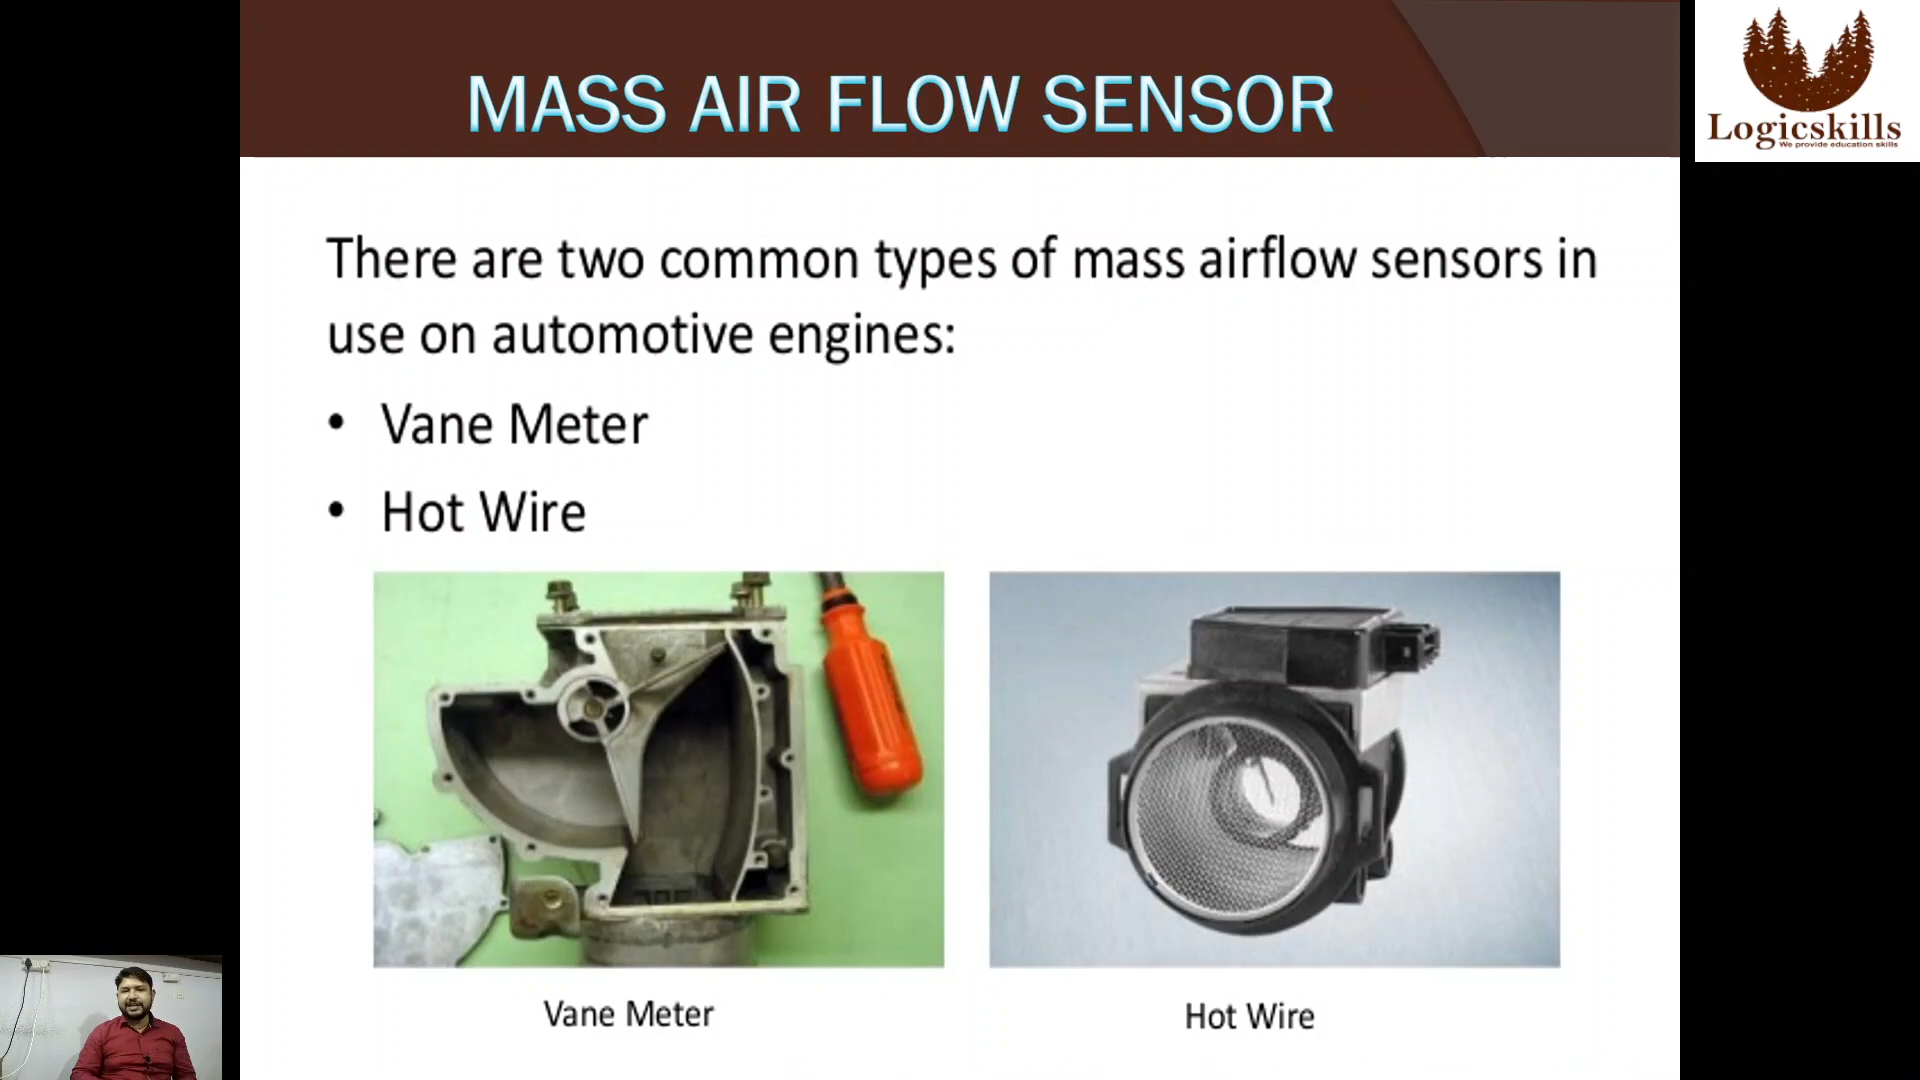 MASS AIR FLOW SENSOR
Logicskills
We provide education skills
There are two common types of mass airflow sensors in
use on automotive engines:
• Vane Meter
• Hot Wire
Vane Meter
Hot Wire